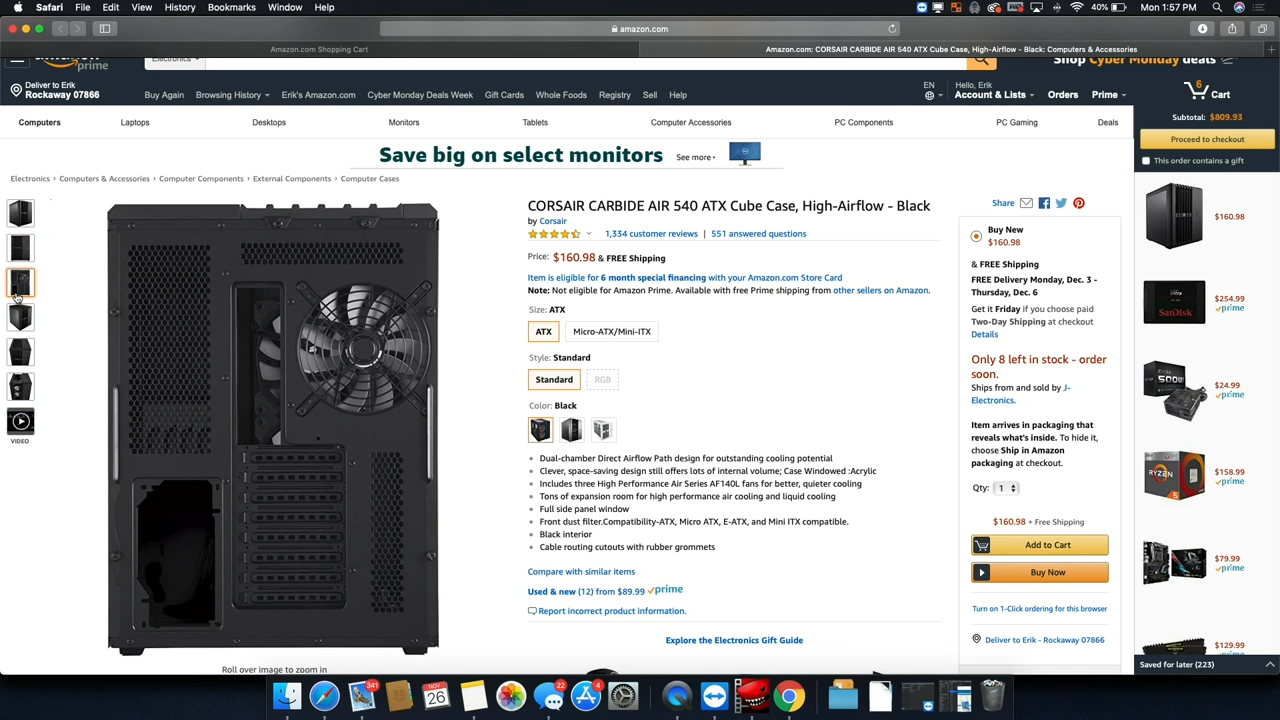 Safari File Edit View History Bookmarks Window Help 40% Mon 1:57 PM
amazon.com
Amazon.com Shopping Cart Amazon.com: CORSAIR CARBIDE AIR 540 ATX Cube Case, High-Airflow - Black: Computers & Accessories
prime Electronics Shop Cyber Monday deals
Deliver to Erik
Rockaway 07866
Buy Again Browsing History Erik's Amazon.com Cyber Monday Deals Week Gift Cards Whole Foods Registry Sell Help
EN
Hello, Erik
Account & Lists Orders Prime
6
Cart
Computers Laptops Desktops Monitors Tablets Computer Accessories PC Components PC Gaming Deals
Subtotal: $809.93
Proceed to checkout
This order contains a gift
Save big on select monitors See more
Electronics › Computers & Accessories › Computer Components › External Components › Computer Cases
VIDEO
Roll over image to zoom in
CORSAIR CARBIDE AIR 540 ATX Cube Case, High-Airflow - Black
by Corsair
1,334 customer reviews | 551 answered questions
Price: $160.98 & FREE Shipping
Item is eligible for 6 month special financing with your Amazon.com Store Card
Note: Not eligible for Amazon Prime. Available with free Prime shipping from other sellers on Amazon.
Size: ATX
ATX Micro-ATX/Mini-ITX
Style: Standard
Standard RGB
Color: Black
Dual-chamber Direct Airflow Path design for outstanding cooling potential
Clever, space-saving design still offers lots of internal volume; Case Windowed :Acrylic
Includes three High Performance Air Series AF140L fans for better, quieter cooling
Tons of expansion room for high performance air cooling and liquid cooling
Full side panel window
Front dust filter.Compatibility-ATX, Micro ATX, E-ATX, and Mini ITX compatible.
Black interior
Cable routing cutouts with rubber grommets
Compare with similar items
Used & new (12) from $89.99 prime
Report incorrect product information.
Explore the Electronics Gift Guide
Share
Buy New
$160.98
& FREE Shipping
FREE Delivery Monday, Dec. 3 -
Thursday, Dec. 6
Get it Friday if you choose paid
Two-Day Shipping at checkout
Details
Only 8 left in stock - order
soon.
Ships from and sold by J-
Electronics.
Item arrives in packaging that
reveals what's inside. To hide it,
choose Ship in Amazon
packaging at checkout.
Qty: 1
$160.98 + Free Shipping
Add to Cart
Buy Now
Turn on 1-Click ordering for this browser
Deliver to Erik - Rockaway 07866
$160.98
SanDisk
$254.99
prime
500W
$24.99
prime
RYZEN
5
$158.99
prime
$79.99
prime
$129.99
Saved for later (223)
341
NOV
26
22
4